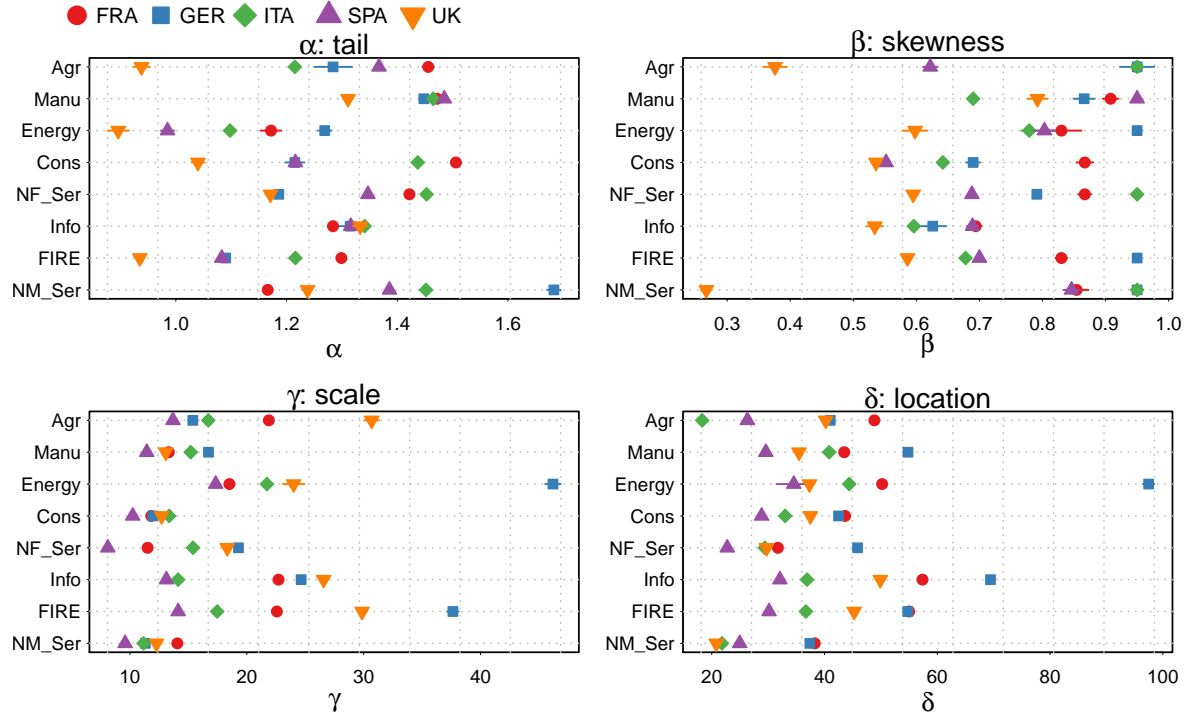 FRA GER ITA SPA UK
α: tail
Agr
Manu
Energy
Cons
NF_Ser
Info
FIRE
NM_Ser
1.0 1.2 1.4 1.6
α
β: skewness
Agr
Manu
Energy
Cons
NF_Ser
Info
FIRE
NM_Ser
0.3 0.4 0.5 0.6 0.7 0.8 0.9 1.0
β
γ: scale
Agr
Manu
Energy
Cons
NF_Ser
Info
FIRE
NM_Ser
10 20 30 40
γ
δ: location
Agr
Manu
Energy
Cons
NF_Ser
Info
FIRE
NM_Ser
20 40 60 80 100
δ